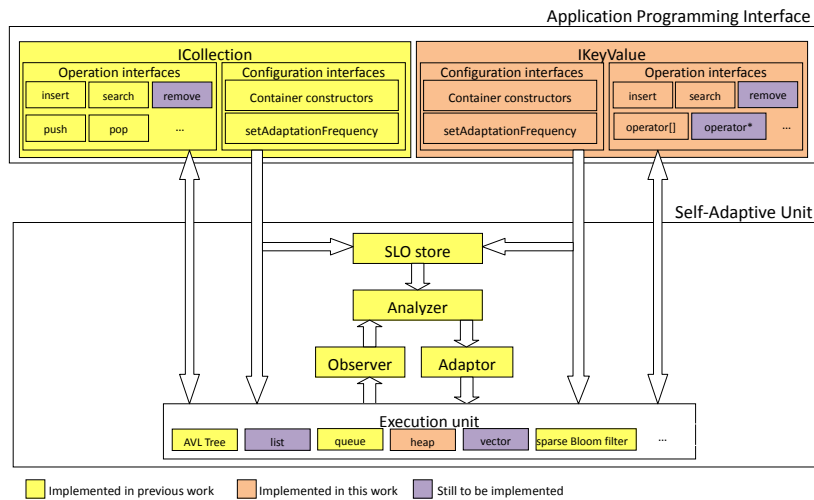 Application Programming Interface
ICollection
IKeyValue
Operation interfaces
Configuration interfaces
Configuration interfaces
Operation interfaces
insert
search
remove
Container constructors
Container constructors
insert
search
remove
push
pop
...
setAdaptationFrequency
setAdaptationFrequency
operator[]
operator*
...
Self-Adaptive Unit
SLO store
Analyzer
Observer
Adaptor
Execution unit
AVL Tree
list
queue
heap
vector
sparse Bloom filter
...
Implemented in previous work
Implemented in this work
Still to be implemented